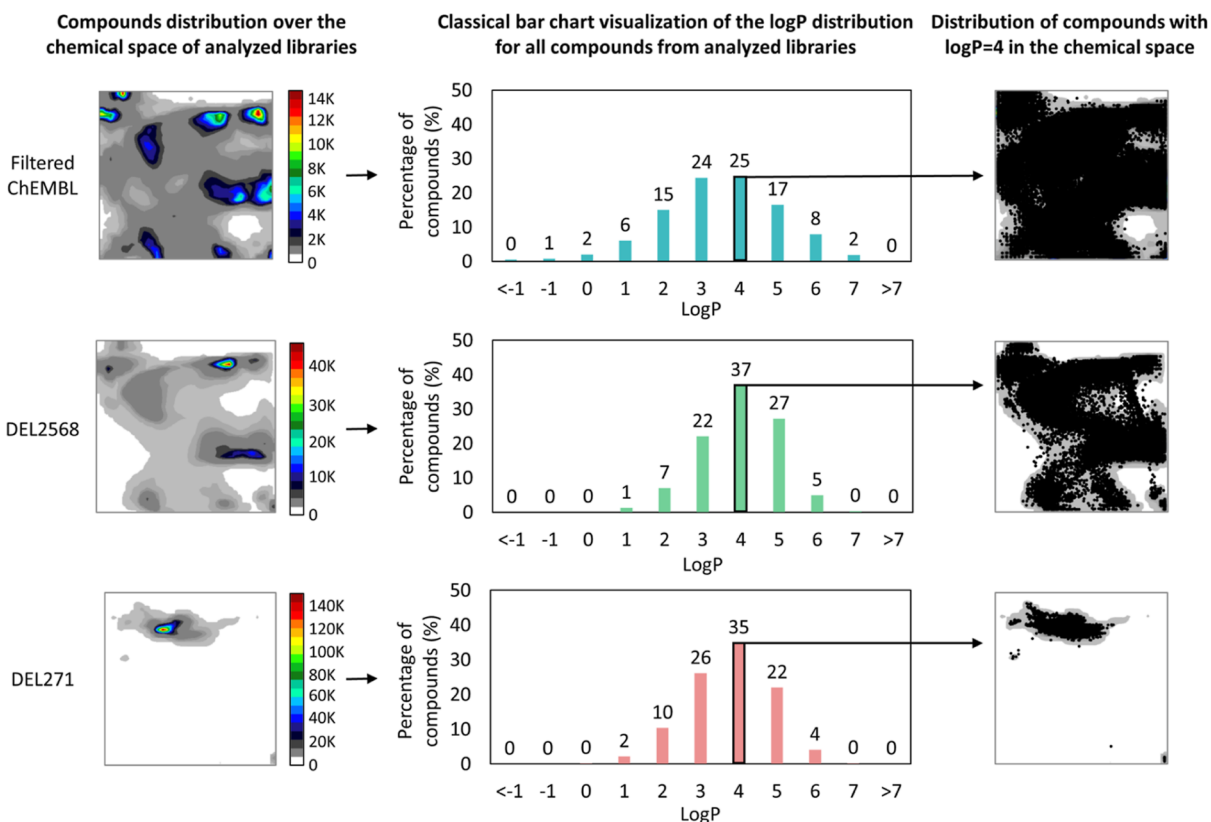 Compounds distribution over the
chemical space of analyzed libraries
Classical bar chart visualization of the logP distribution
for all compounds from analyzed libraries
Distribution of compounds with
logP=4 in the chemical space
Filtered
ChEMBL
14K
12K
10K
8K
6K
4K
2K
0
Percentage of
compounds (%)
50
40
30
20
10
0
0 1 2 6 15 24 25 17 8 2 0
<-1 -1 0 1 2 3 4 5 6 7 >7
LogP
DEL2568
40K
30K
20K
10K
0
Percentage of
compounds (%)
50
40
30
20
10
0
0 0 0 1 7 22 37 27 5 0 0
<-1 -1 0 1 2 3 4 5 6 7 >7
LogP
DEL271
140K
120K
100K
80K
60K
40K
20K
0
Percentage of
compounds (%)
50
40
30
20
10
0
0 0 0 2 10 26 35 22 4 0 0
<-1 -1 0 1 2 3 4 5 6 7 >7
LogP